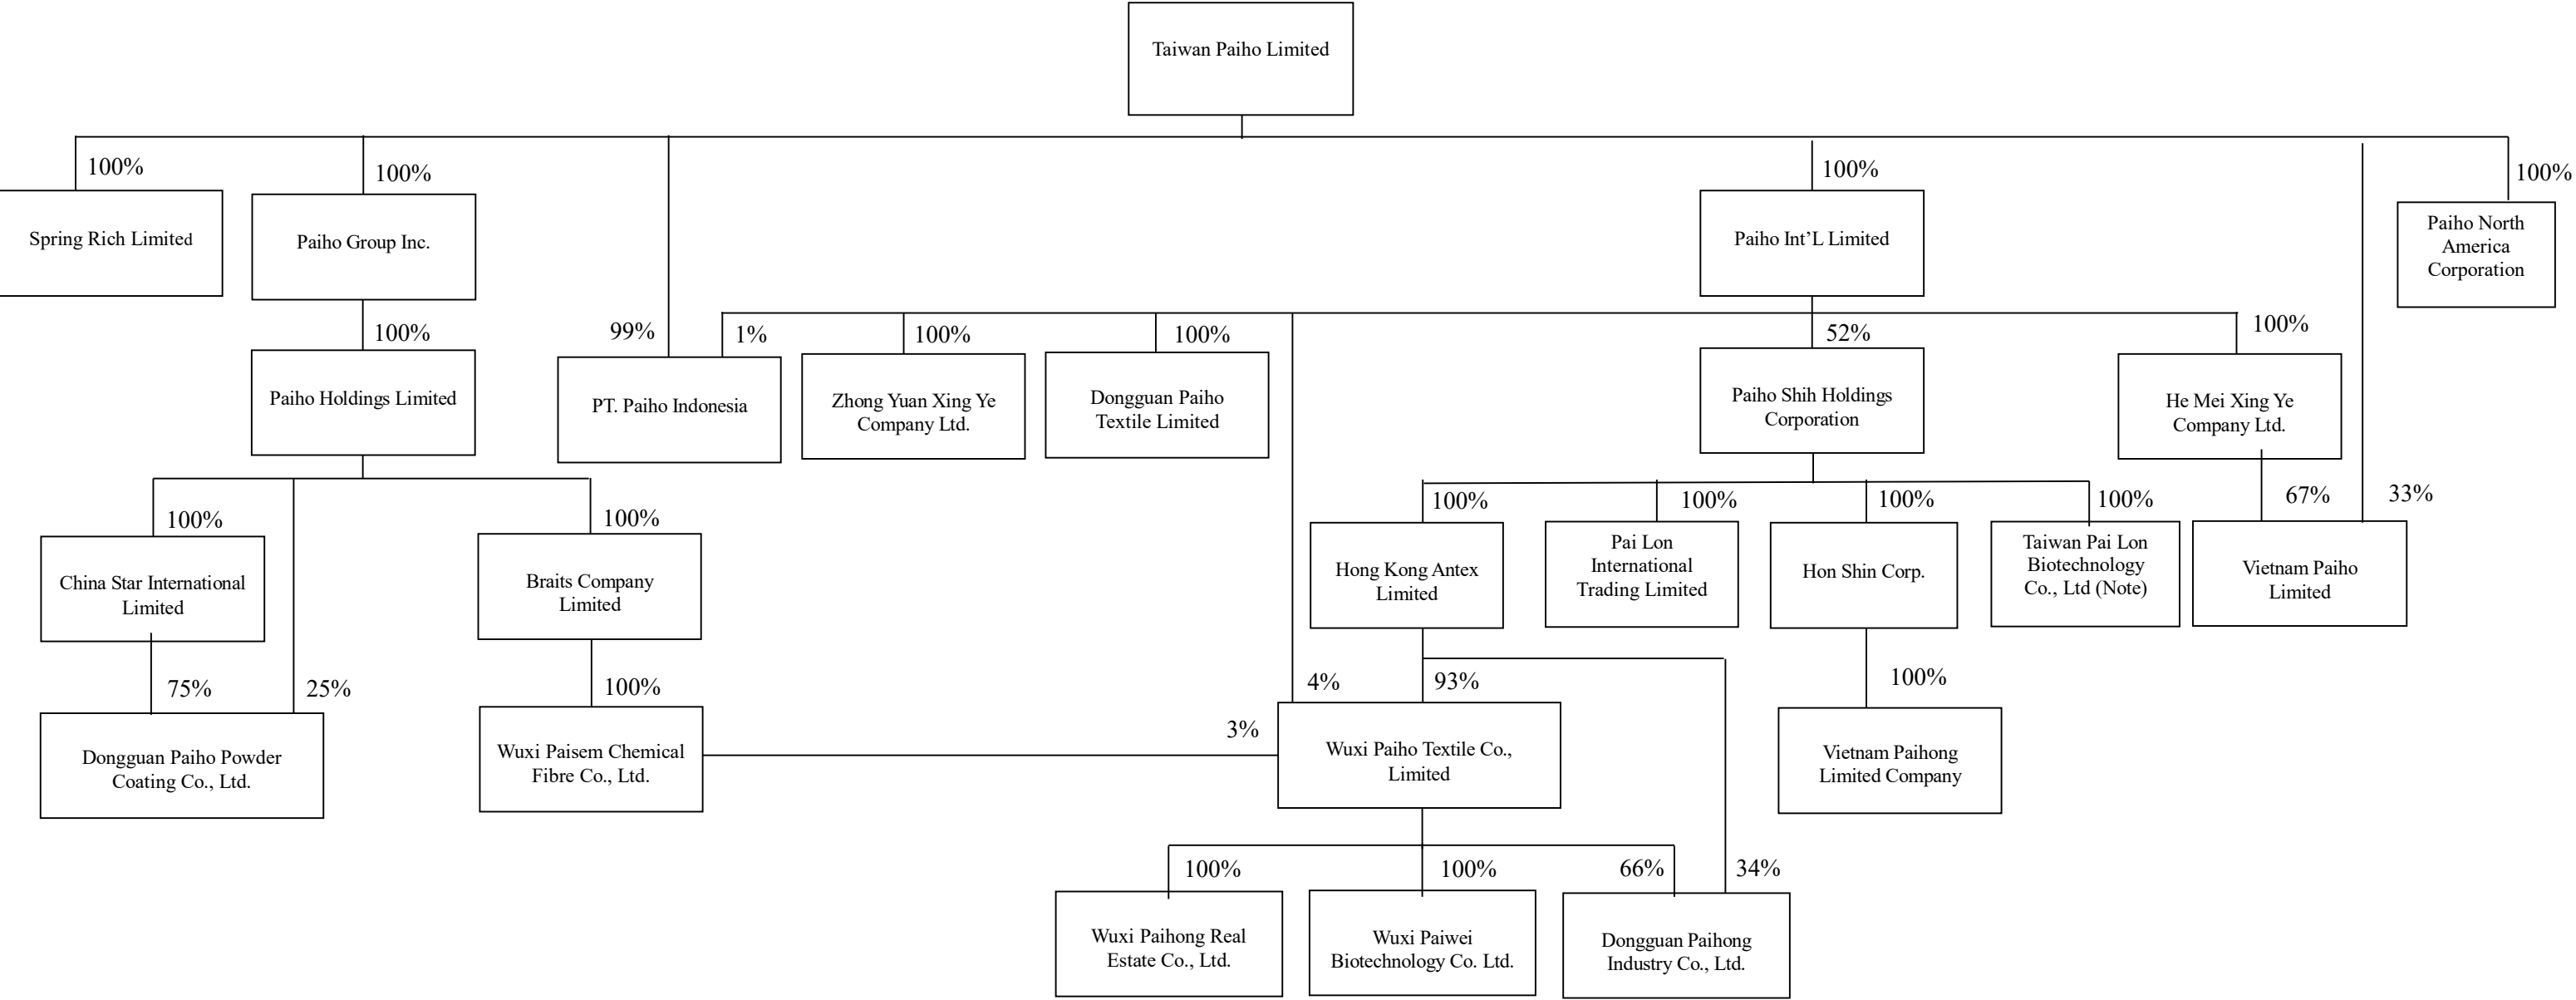 Taiwan Paiho Limited
100%
100%
100%
100%
Spring Rich Limited
Paiho Group Inc.
Paiho Int’L Limited
Paiho North
America
Corporation
100%
99%
1%
100%
100%
52%
100%
Paiho Holdings Limited
PT. Paiho Indonesia
Zhong Yuan Xing Ye
Company Ltd.
Dongguan Paiho
Textile Limited
Paiho Shih Holdings
Corporation
He Mei Xing Ye
Company Ltd.
100%
100%
100%
100%
100%
100%
67%
33%
China Star International
Limited
Braits Company
Limited
Hong Kong Antex
Limited
Pai Lon
International
Trading Limited
Hon Shin Corp.
Taiwan Pai Lon
Biotechnology
Co., Ltd (Note)
Vietnam Paiho
Limited
75%
25%
100%
4%
93%
100%
3%
Dongguan Paiho Powder
Coating Co., Ltd.
Wuxi Paisem Chemical
Fibre Co., Ltd.
Wuxi Paiho Textile Co.,
Limited
Vietnam Paihong
Limited Company
100%
100%
66%
34%
Wuxi Paihong Real
Estate Co., Ltd.
Wuxi Paiwei
Biotechnology Co. Ltd.
Dongguan Paihong
Industry Co., Ltd.